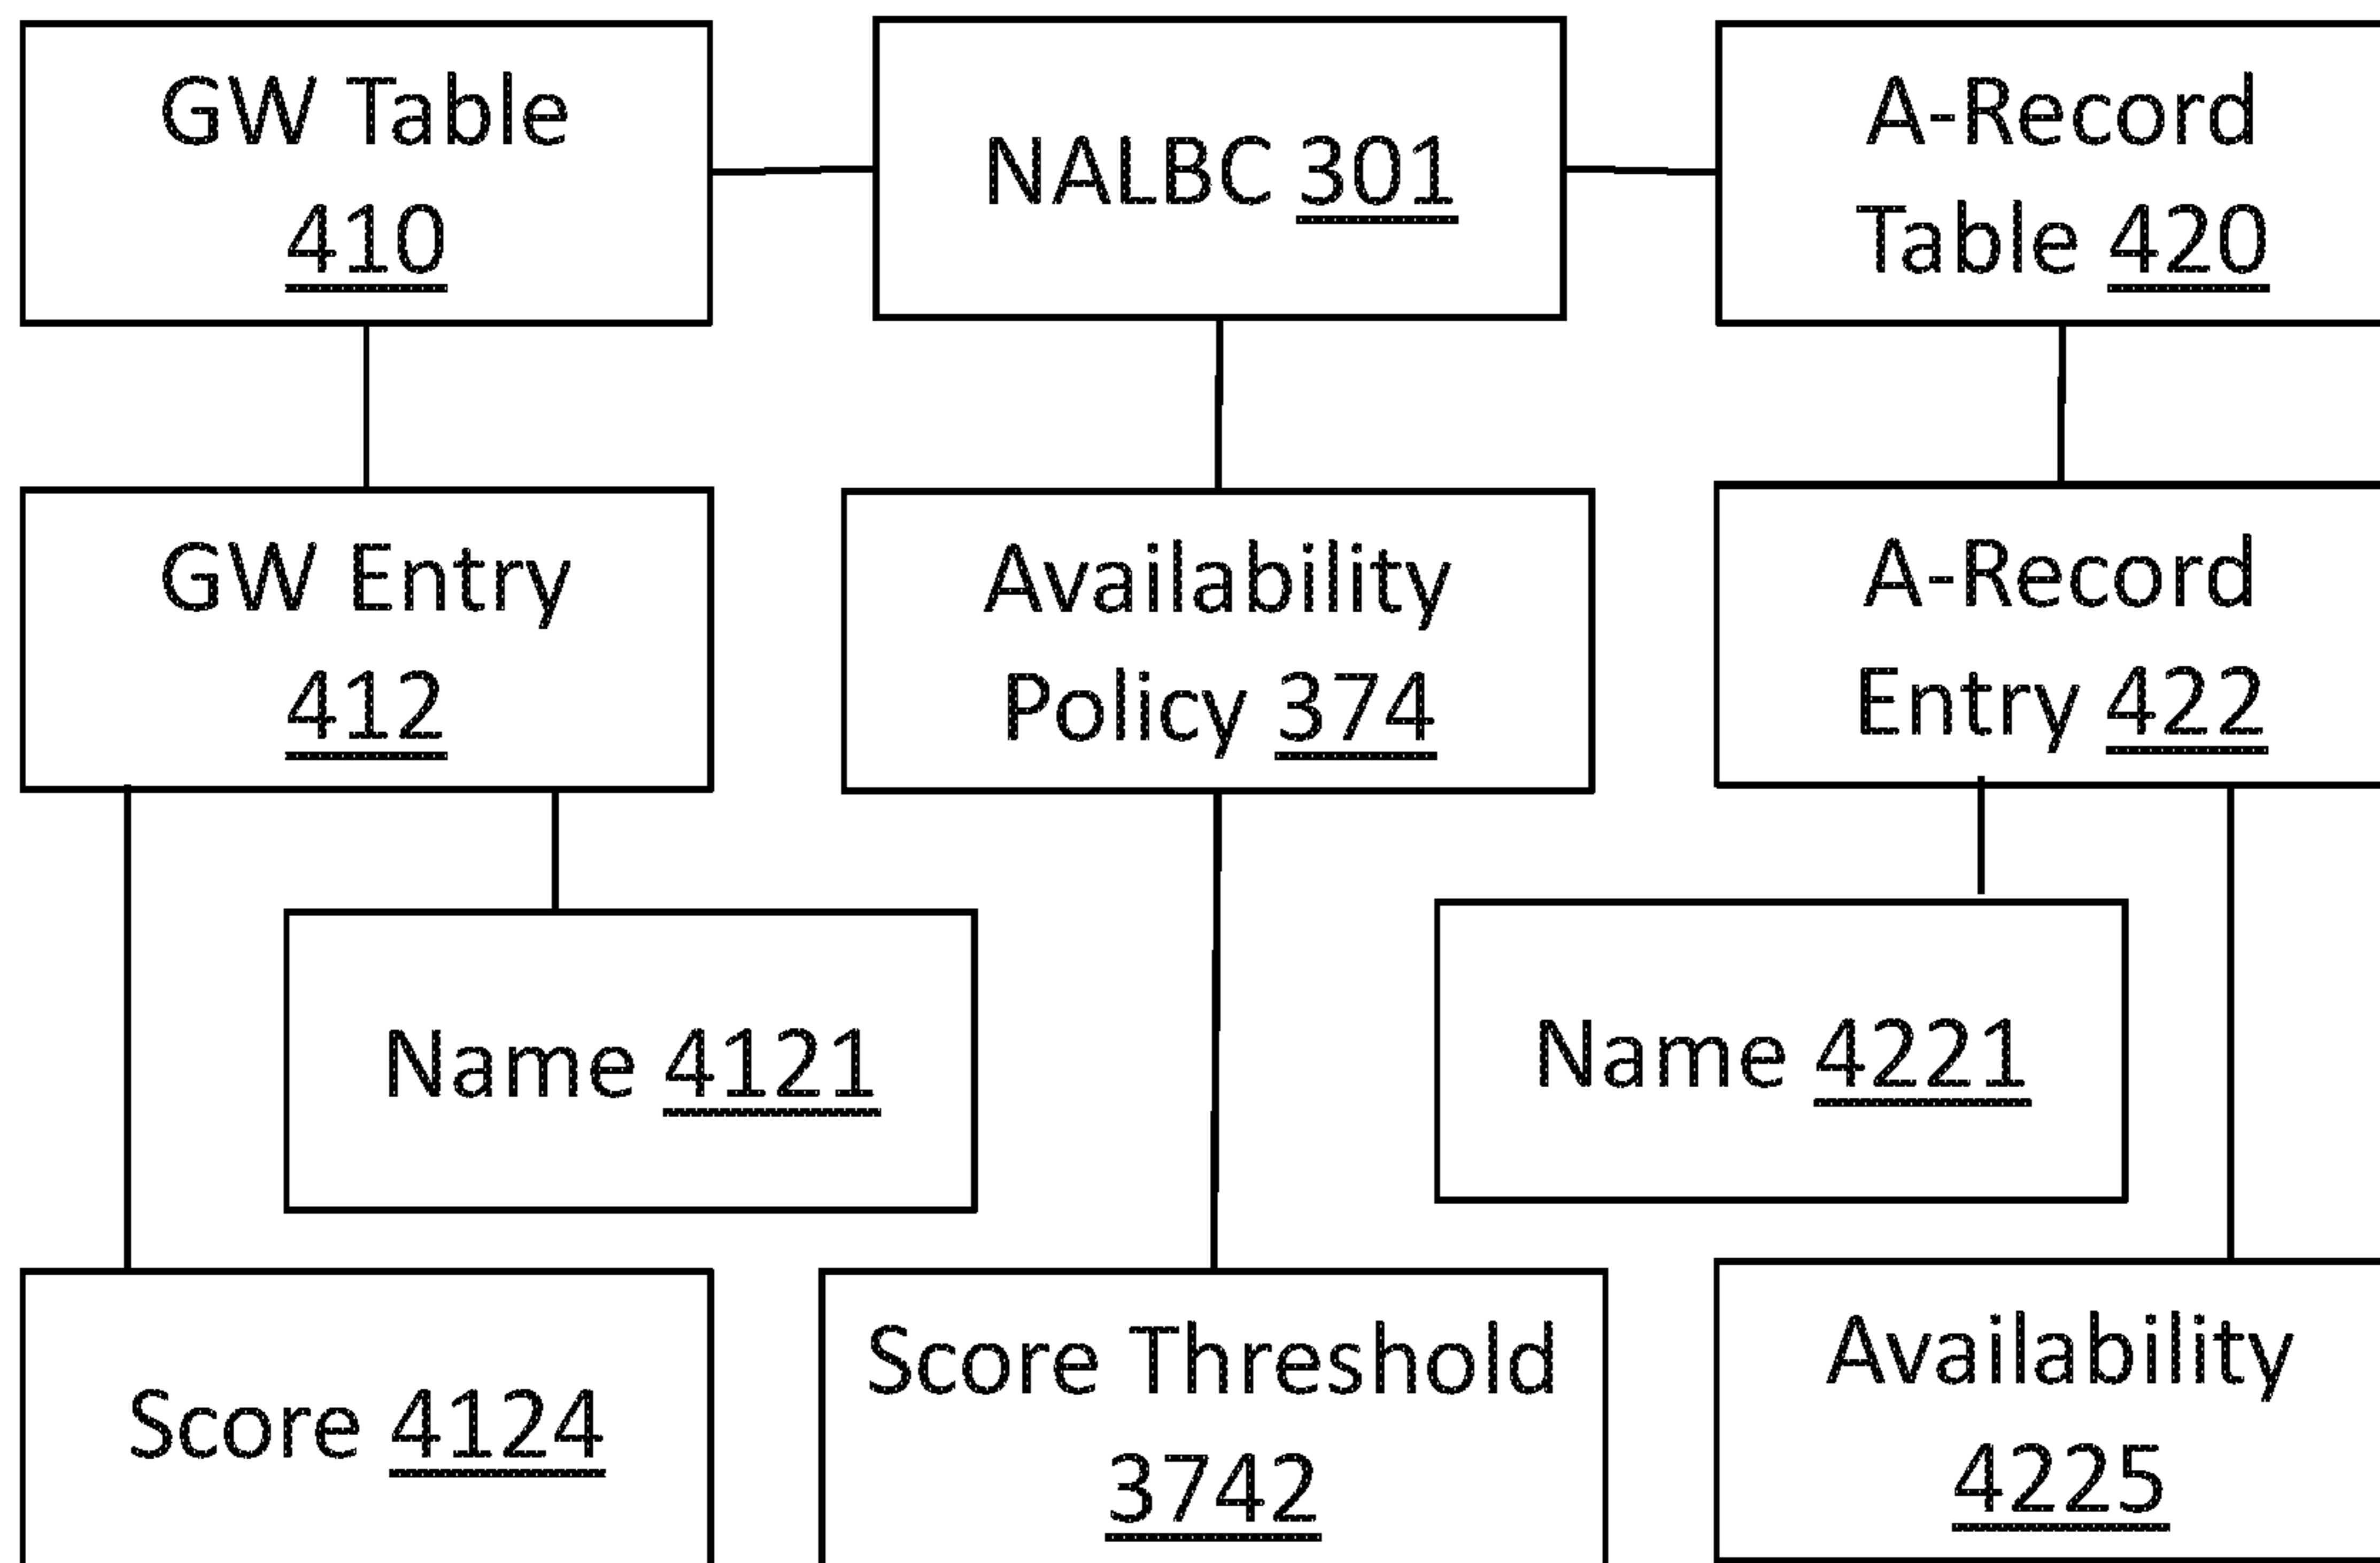 GW Table
410
NALBC 301
A-Record
Table 420
GW Entry
412
Availability
Policy 374
A-Record
Entry 422
Name 4121
Name 4221
Score 4124
Score Threshold
3742
Availability
4225